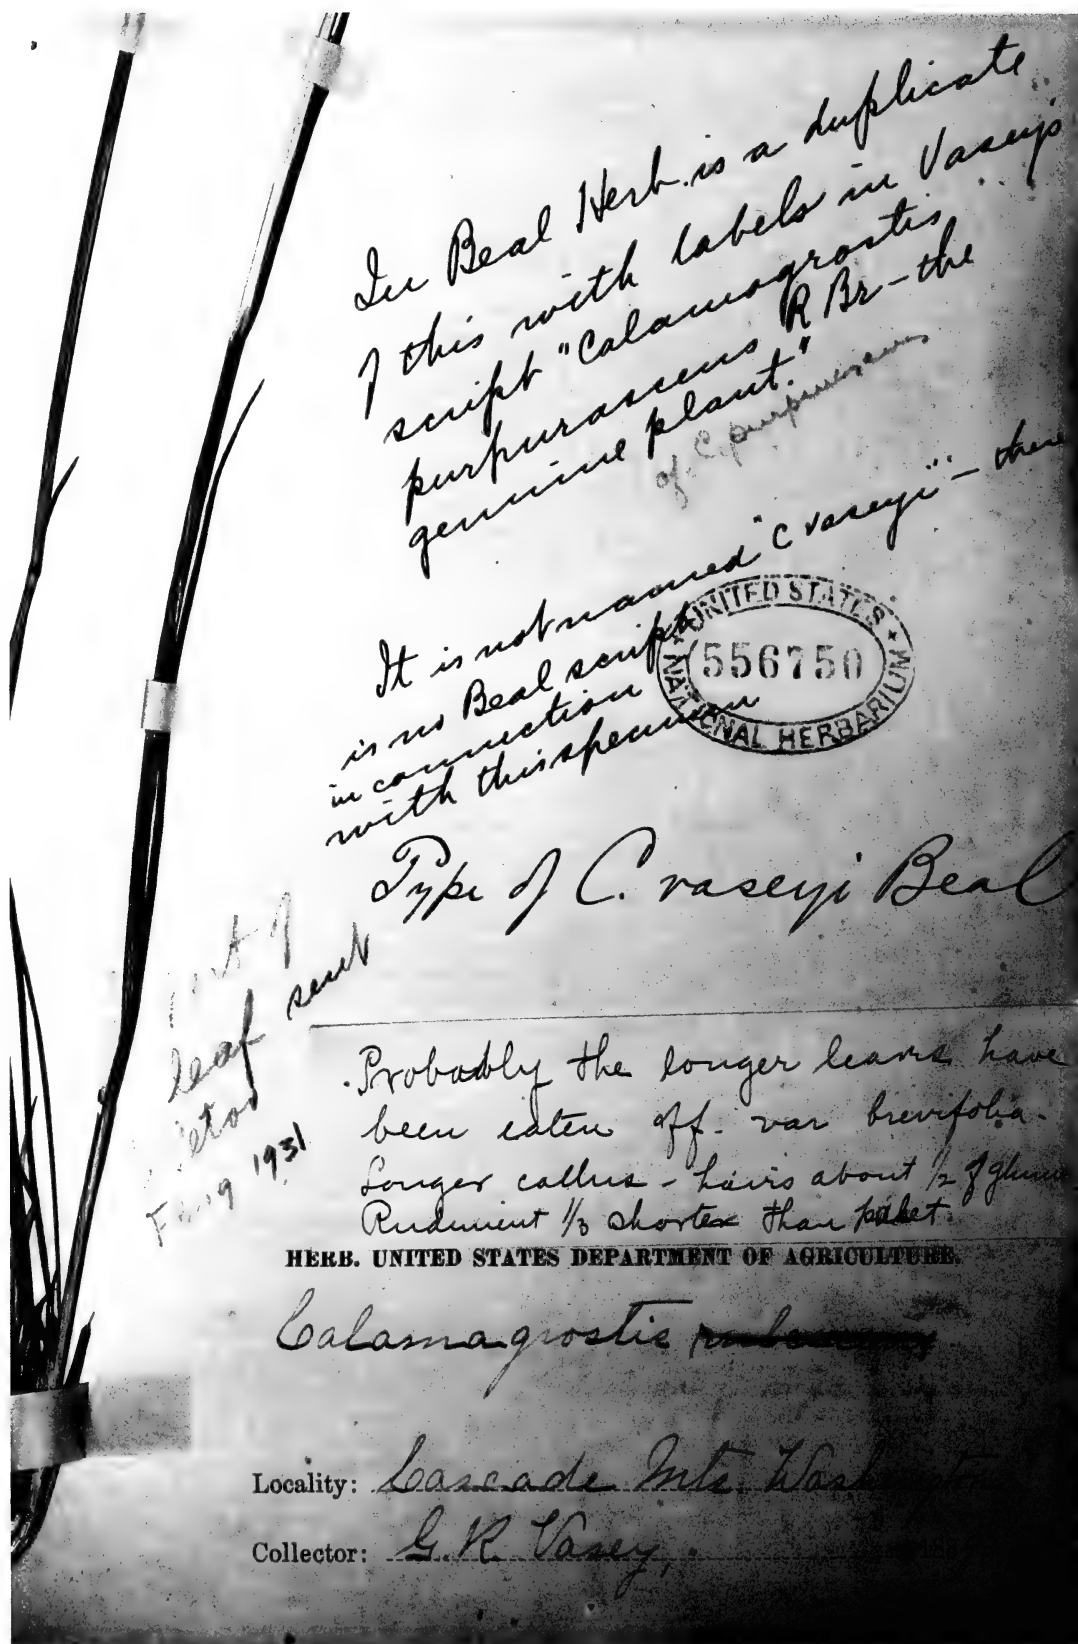 In Beal Herb. is a duplicate
of this with labels in Vasey's
script "Calamagrostis
purpurascens R Br - the
genuine plant."
of C. purpurascens
It is not named "C vaseyi" - there
is no Beal script
in connection
with this specimen
UNITED STATES
556750
NATIONAL HERBARIUM
Type of C. vaseyi Beal
of
leaf sent
1931
Probably the longer leaves have
been eaten off - var brevifolia -
Longer callus - hairs about 1/2 of glume
Rudiment 1/3 shorter than palet.
HERB. UNITED STATES DEPARTMENT OF AGRICULTURE.
Calamagrostis
Locality: Cascade Mts. Washington
Collector: G. R. Vasey,